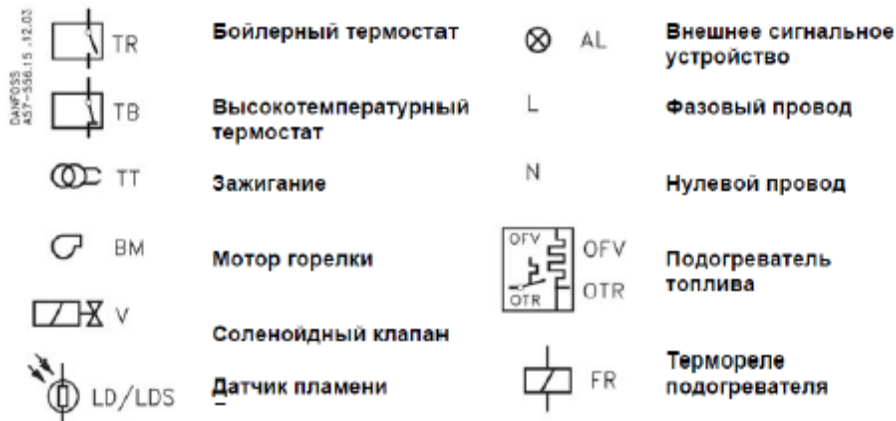 DANFOSS
A57-556.15 .12.03
TR Бойлерный термостат
TB Высокотемпературный
термостат
TT Зажигание
BM Мотор горелки
V Соленойдный клапан
LD/LDS Датчик пламени
AL Внешнее сигнальное
устройство
L Фазовый провод
N Нулевой провод
OFV OFV Подогреватель
OTR OTR топлива
FR Термореле
подогревателя